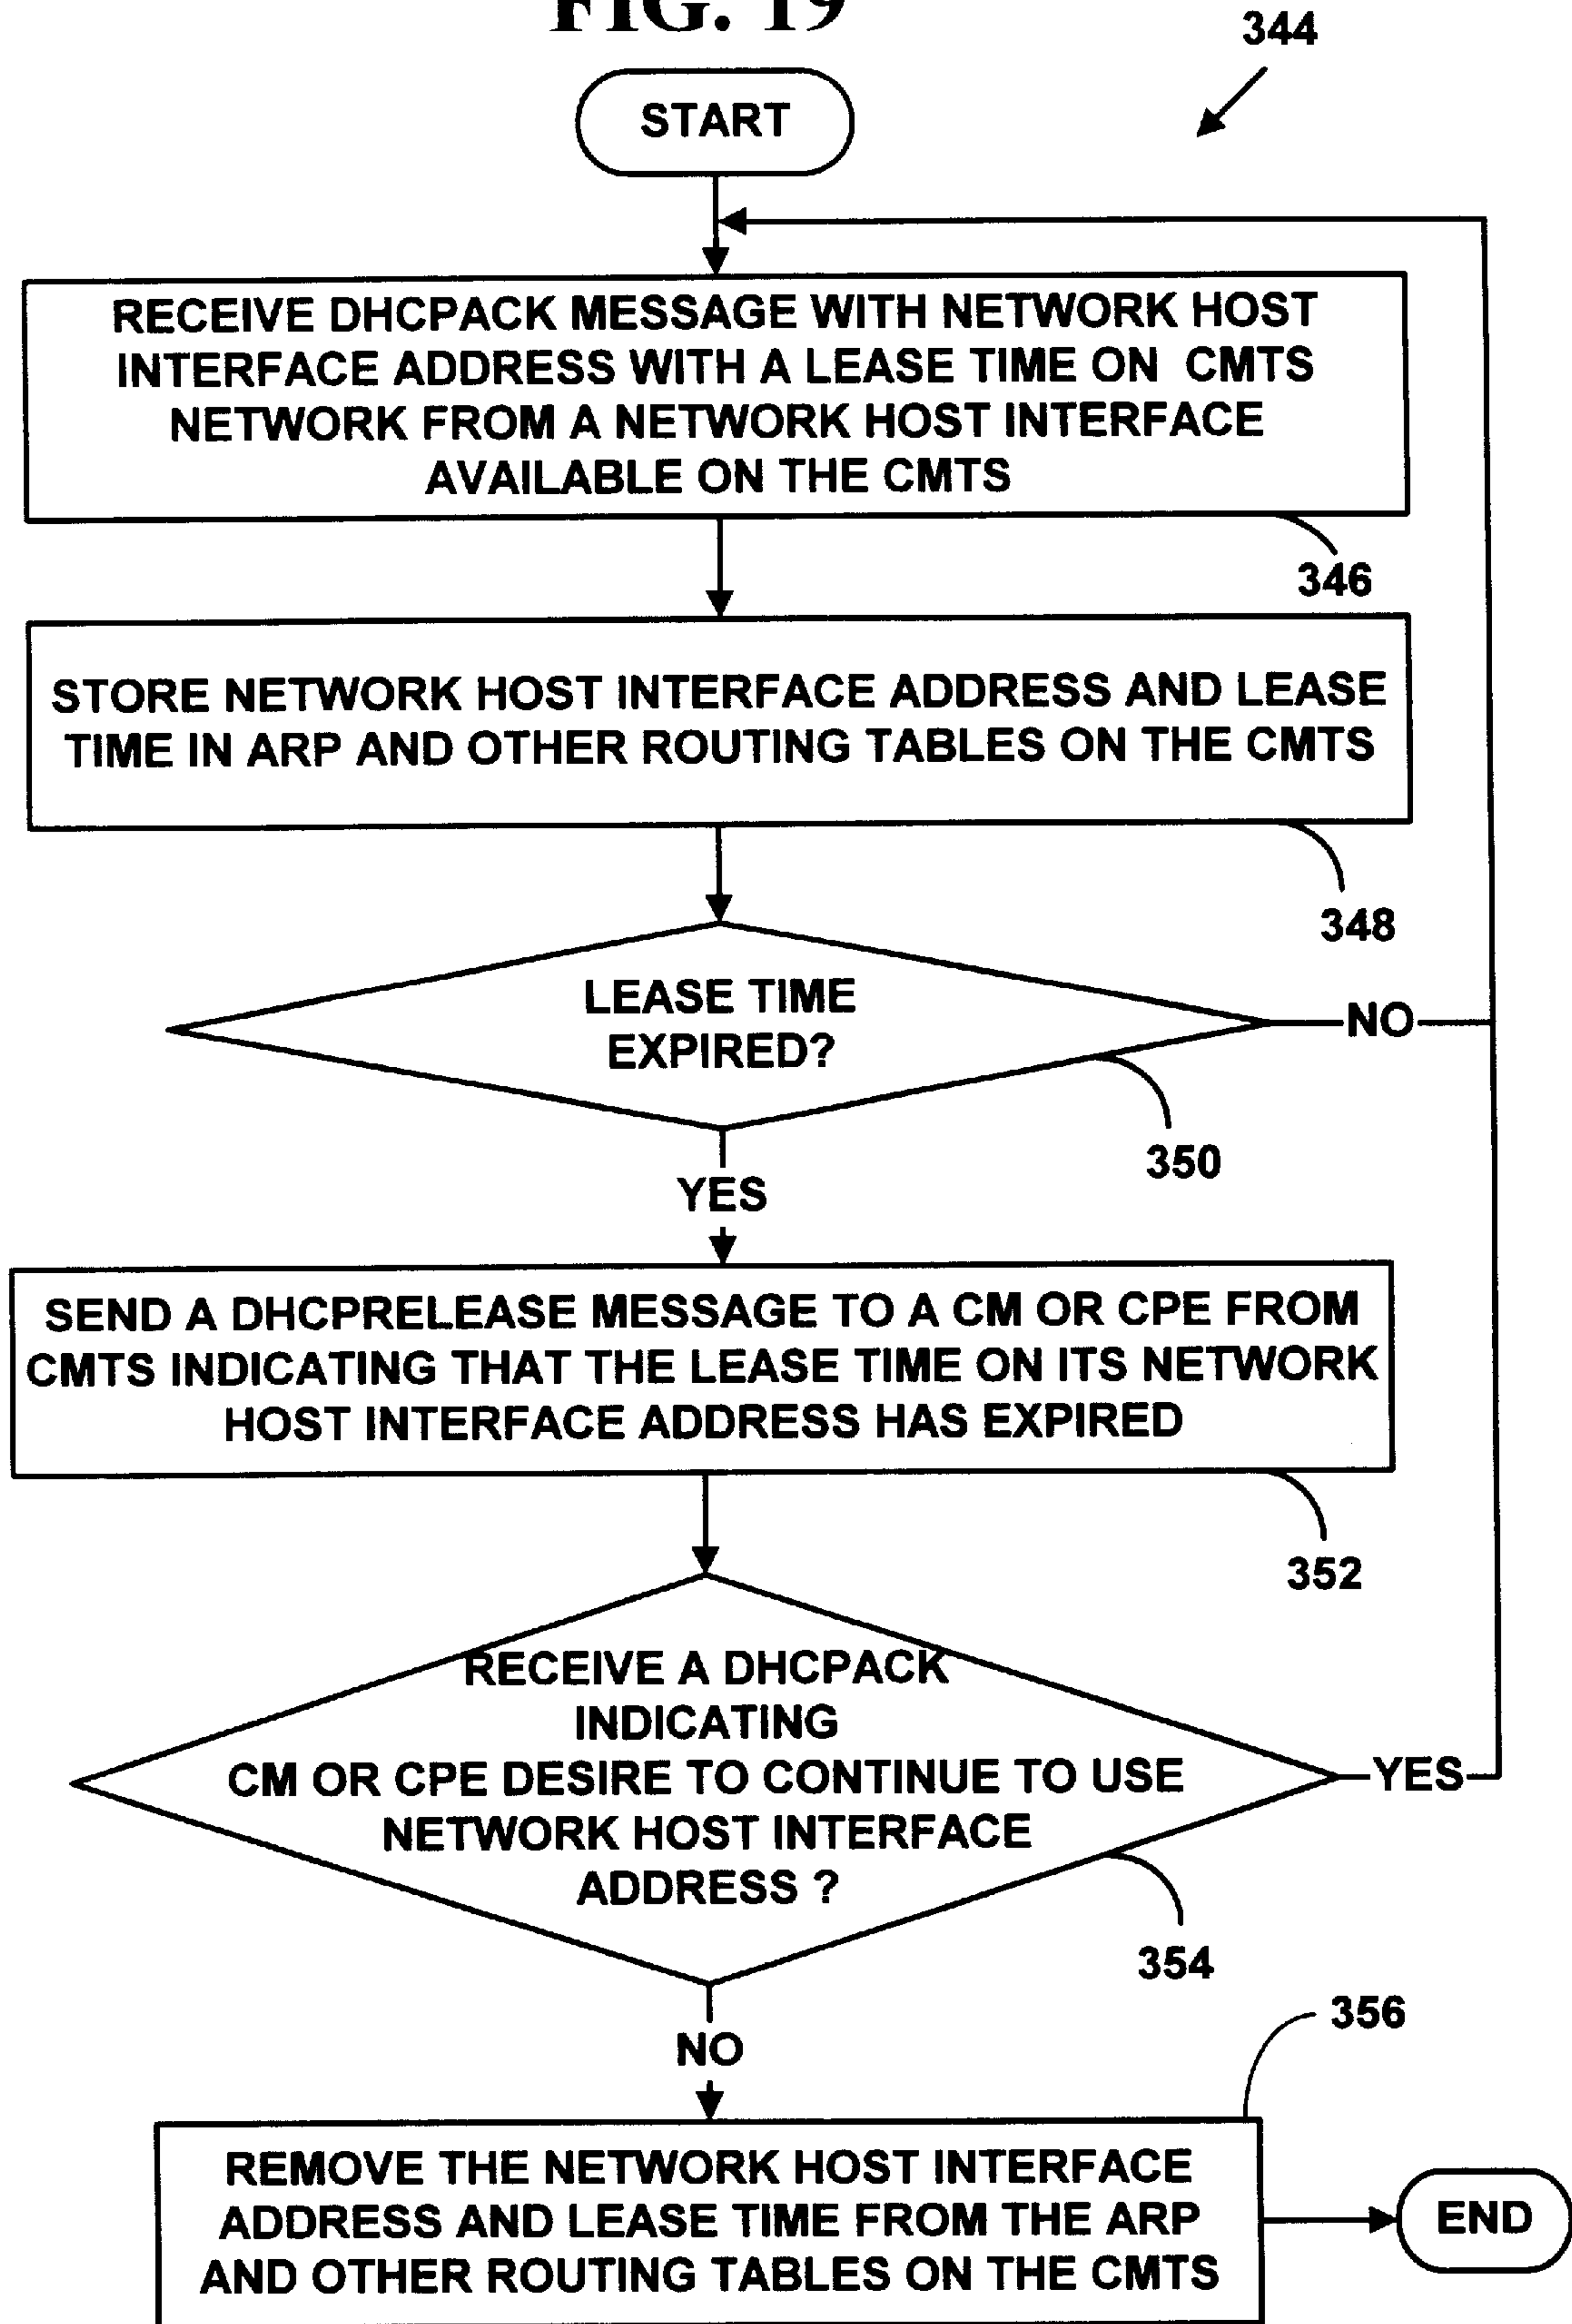 FIG. 19
344
START
RECEIVE DHCPACK MESSAGE WITH NETWORK HOST
INTERFACE ADDRESS WITH A LEASE TIME ON CMTS
NETWORK FROM A NETWORK HOST INTERFACE
AVAILABLE ON THE CMTS
346
STORE NETWORK HOST INTERFACE ADDRESS AND LEASE
TIME IN ARP AND OTHER ROUTING TABLES ON THE CMTS
348
LEASE TIME
EXPIRED?
NO
350
YES
SEND A DHCPRELEASE MESSAGE TO A CM OR CPE FROM
CMTS INDICATING THAT THE LEASE TIME ON ITS NETWORK
HOST INTERFACE ADDRESS HAS EXPIRED
352
RECEIVE A DHCPACK
INDICATING
CM OR CPE DESIRE TO CONTINUE TO USE
NETWORK HOST INTERFACE
ADDRESS ?
YES
354
NO
356
REMOVE THE NETWORK HOST INTERFACE
ADDRESS AND LEASE TIME FROM THE ARP
AND OTHER ROUTING TABLES ON THE CMTS
END